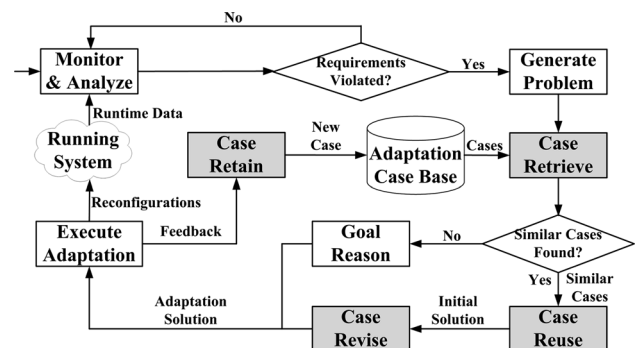 No
Monitor
& Analyze
Requirements
Violated?
Yes
Generate
Problem
Runtime Data
Running
System
Case
Retain
New
Case
Adaptation
Case Base
Cases
Case
Retrieve
Reconfigurations
Execute
Adaptation
Feedback
Goal
Reason
No
Similar Cases
Found?
Yes
Similar
Cases
Adaptation
Solution
Case
Revise
Initial
Solution
Case
Reuse